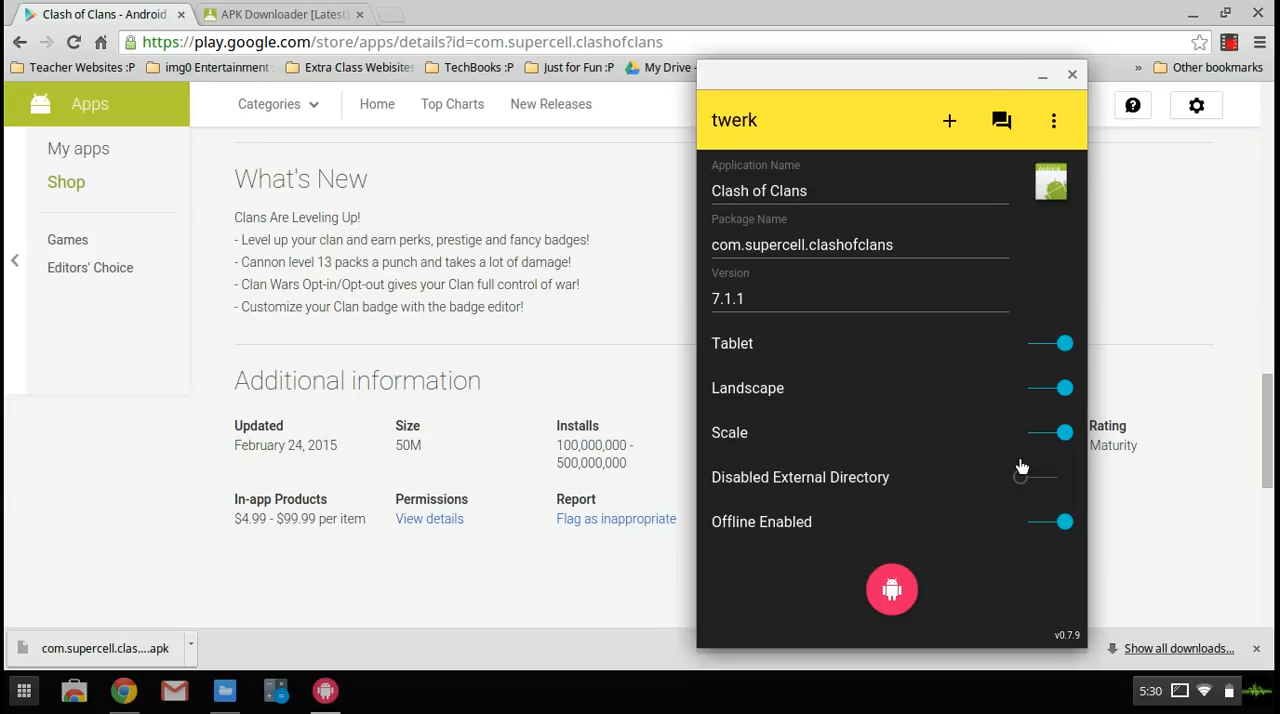 Clash of Clans - Android
APK Downloader [Latest]
https://play.google.com/store/apps/details?id=com.supercell.clashofclans
Teacher Websites :P
img0 Entertainment
Extra Class Webisites
TechBooks :P
Just for Fun :P
My Drive -
»
Other bookmarks
Apps
Categories
Home
Top Charts
New Releases
My apps
Shop
Games
Editors' Choice
What's New
Clans Are Leveling Up!
- Level up your clan and earn perks, prestige and fancy badges!
- Cannon level 13 packs a punch and takes a lot of damage!
- Clan Wars Opt-in/Opt-out gives your Clan full control of war!
- Customize your Clan badge with the badge editor!
Additional information
Updated
February 24, 2015
Size
50M
Installs
100,000,000 -
500,000,000
Rating
Maturity
In-app Products
$4.99 - $99.99 per item
Permissions
View details
Report
Flag as inappropriate
twerk
Application Name
Clash of Clans
Package Name
com.supercell.clashofclans
Version
7.1.1
Tablet
Landscape
Scale
Disabled External Directory
Offline Enabled
v0.7.9
com.supercell.clas....apk
Show all downloads...
5:30